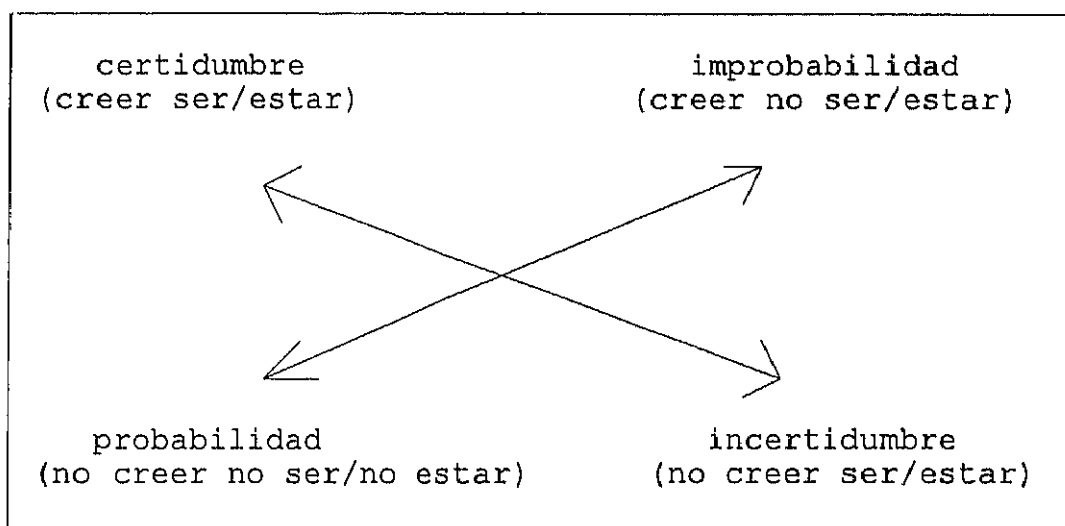 certidumbre
(creer ser/estar)
improbabilidad
(creer no ser/estar)
probabilidad
(no creer no ser/no estar)
incertidumbre
(no creer ser/estar)